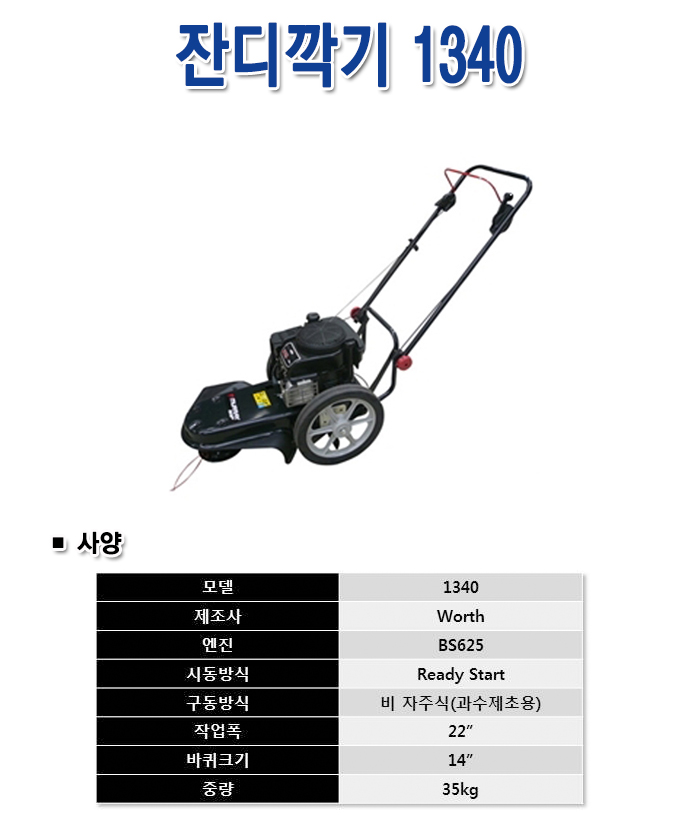 잔디깍기 1340
■ 사양
모델 1340
제조사 Worth
엔진 BS625
시동방식 Ready Start
구동방식 비 자주식(과수제초용)
작업폭 22”
바퀴크기 14”
중량 35kg